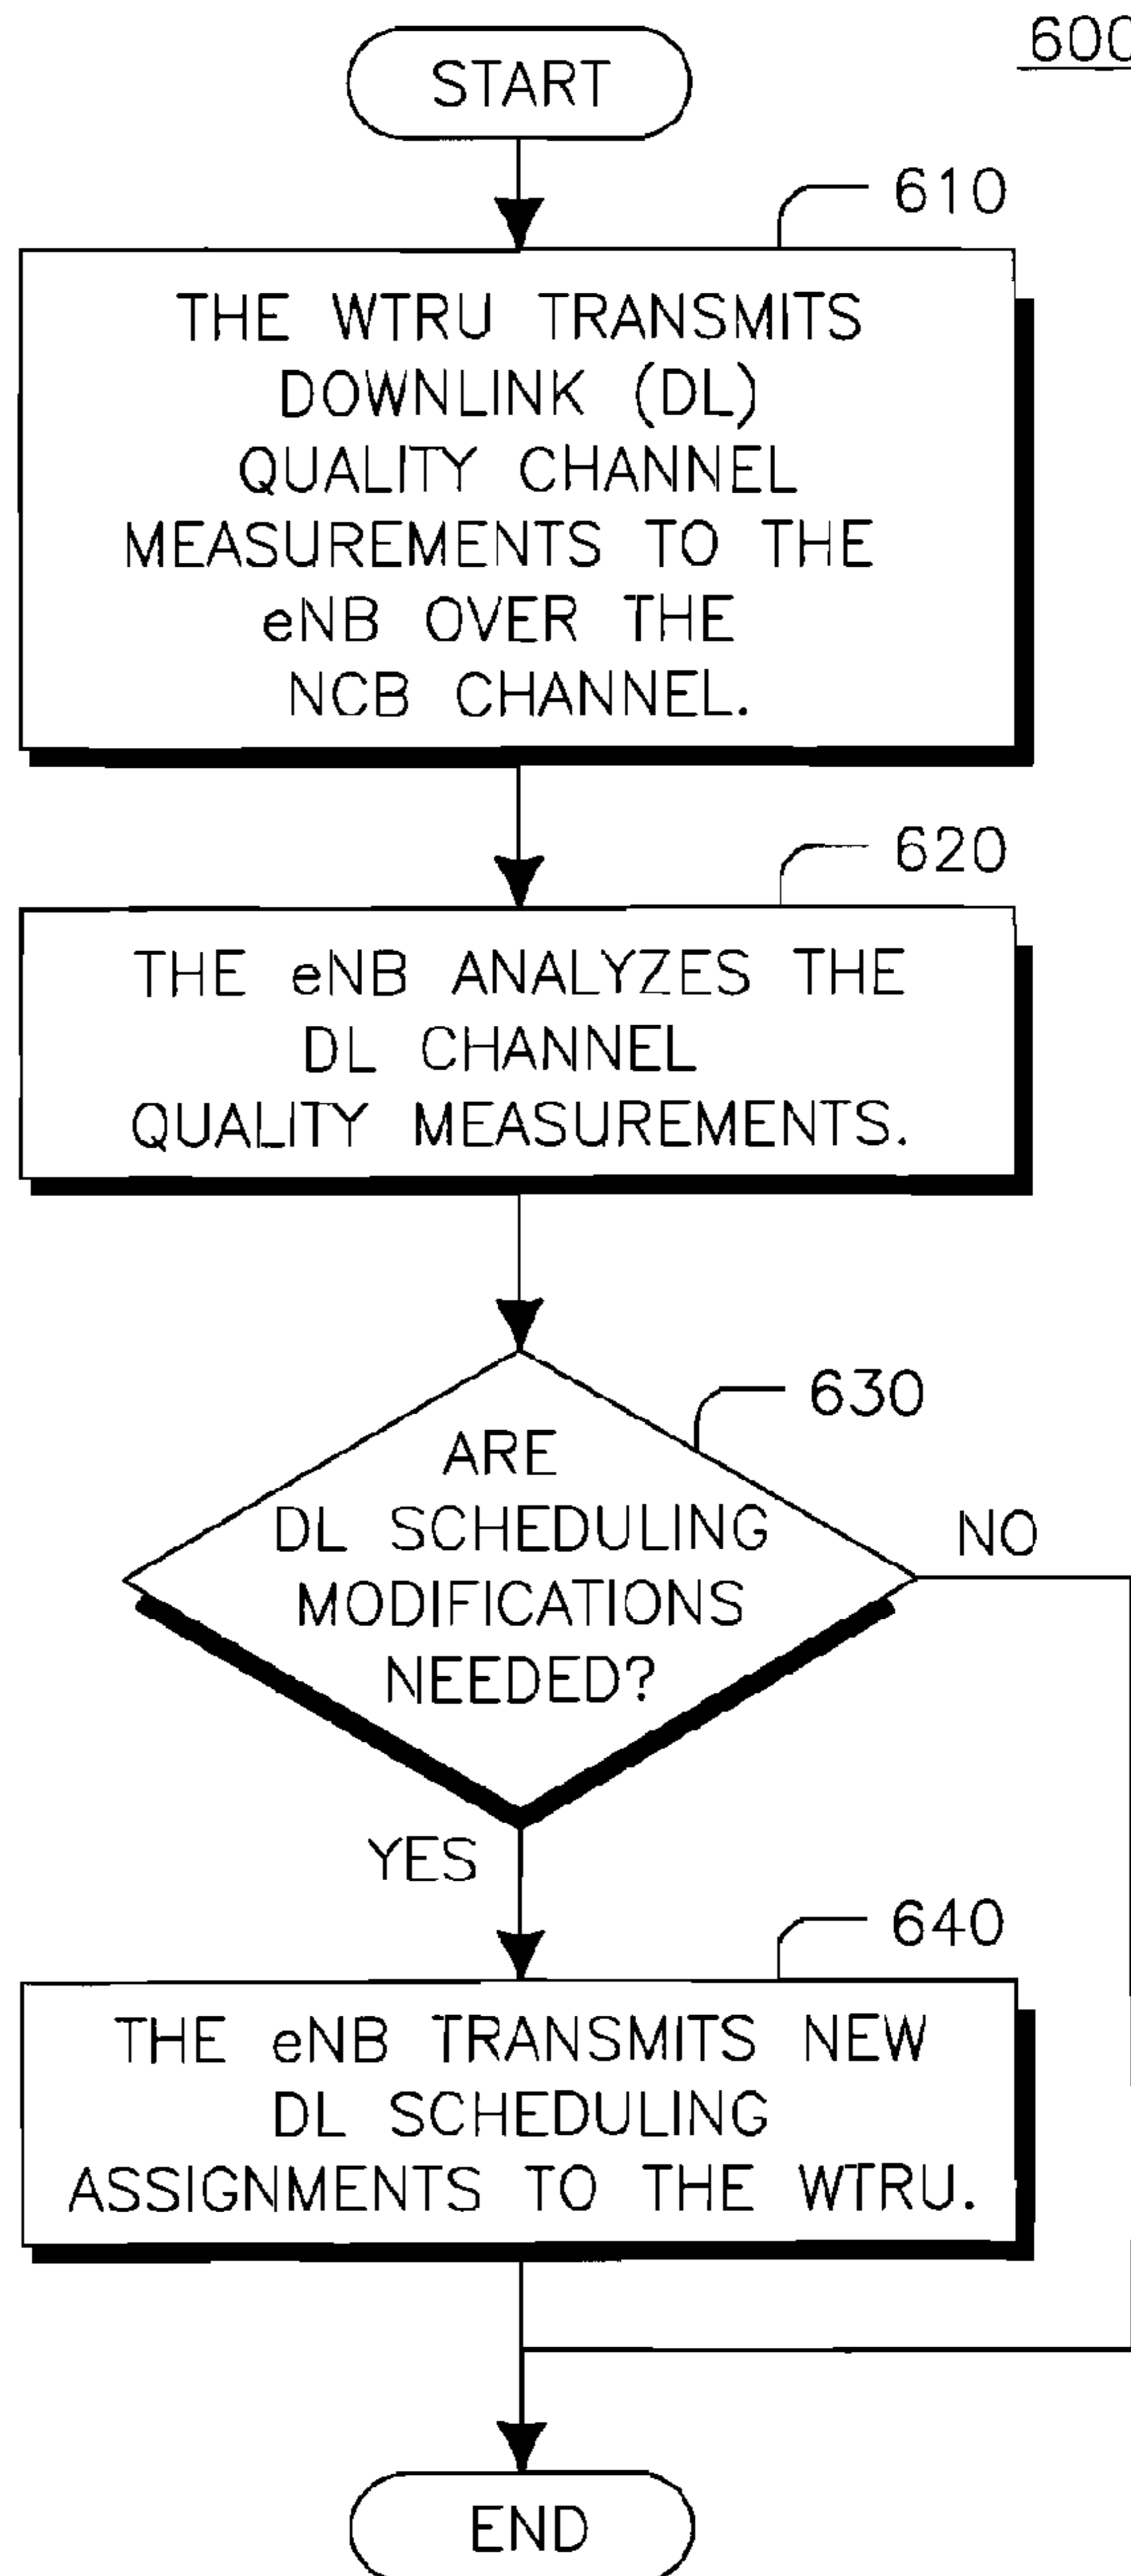 600
START
610
THE WTRU TRANSMITS
DOWNLINK (DL)
QUALITY CHANNEL
MEASUREMENTS TO THE
eNB OVER THE
NCB CHANNEL.
620
THE eNB ANALYZES THE
DL CHANNEL
QUALITY MEASUREMENTS.
630
ARE
DL SCHEDULING
MODIFICATIONS
NEEDED?
NO
YES
640
THE eNB TRANSMITS NEW
DL SCHEDULING
ASSIGNMENTS TO THE WTRU.
END